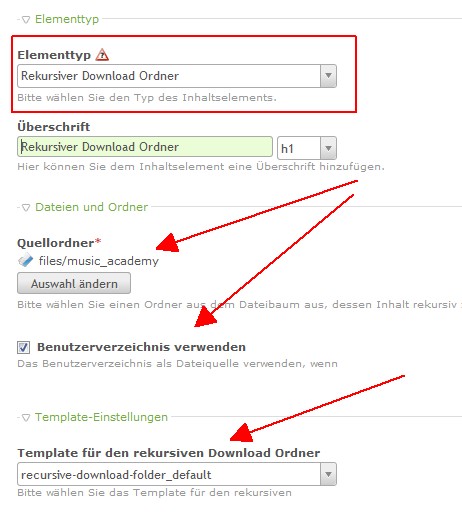 Elementtyp
Elementtyp
Rekursiver Download Ordner
Bitte wählen Sie den Typ des Inhaltselements.
Überschrift
Rekursiver Download Ordner h1
Hier können Sie dem Inhaltselement eine Überschrift hinzufügen.
Dateien und Ordner
Quellordner*
files/music_academy
Auswahl ändern
Bitte wählen Sie einen Ordner aus dem Dateibaum aus, dessen Inhalt rekursiv
Benutzerverzeichnis verwenden
Das Benutzerverzeichnis als Dateiquelle verwenden, wenn
Template-Einstellungen
Template für den rekursiven Download Ordner
recursive-download-folder_default
Bitte wählen Sie das Template für den rekursiven